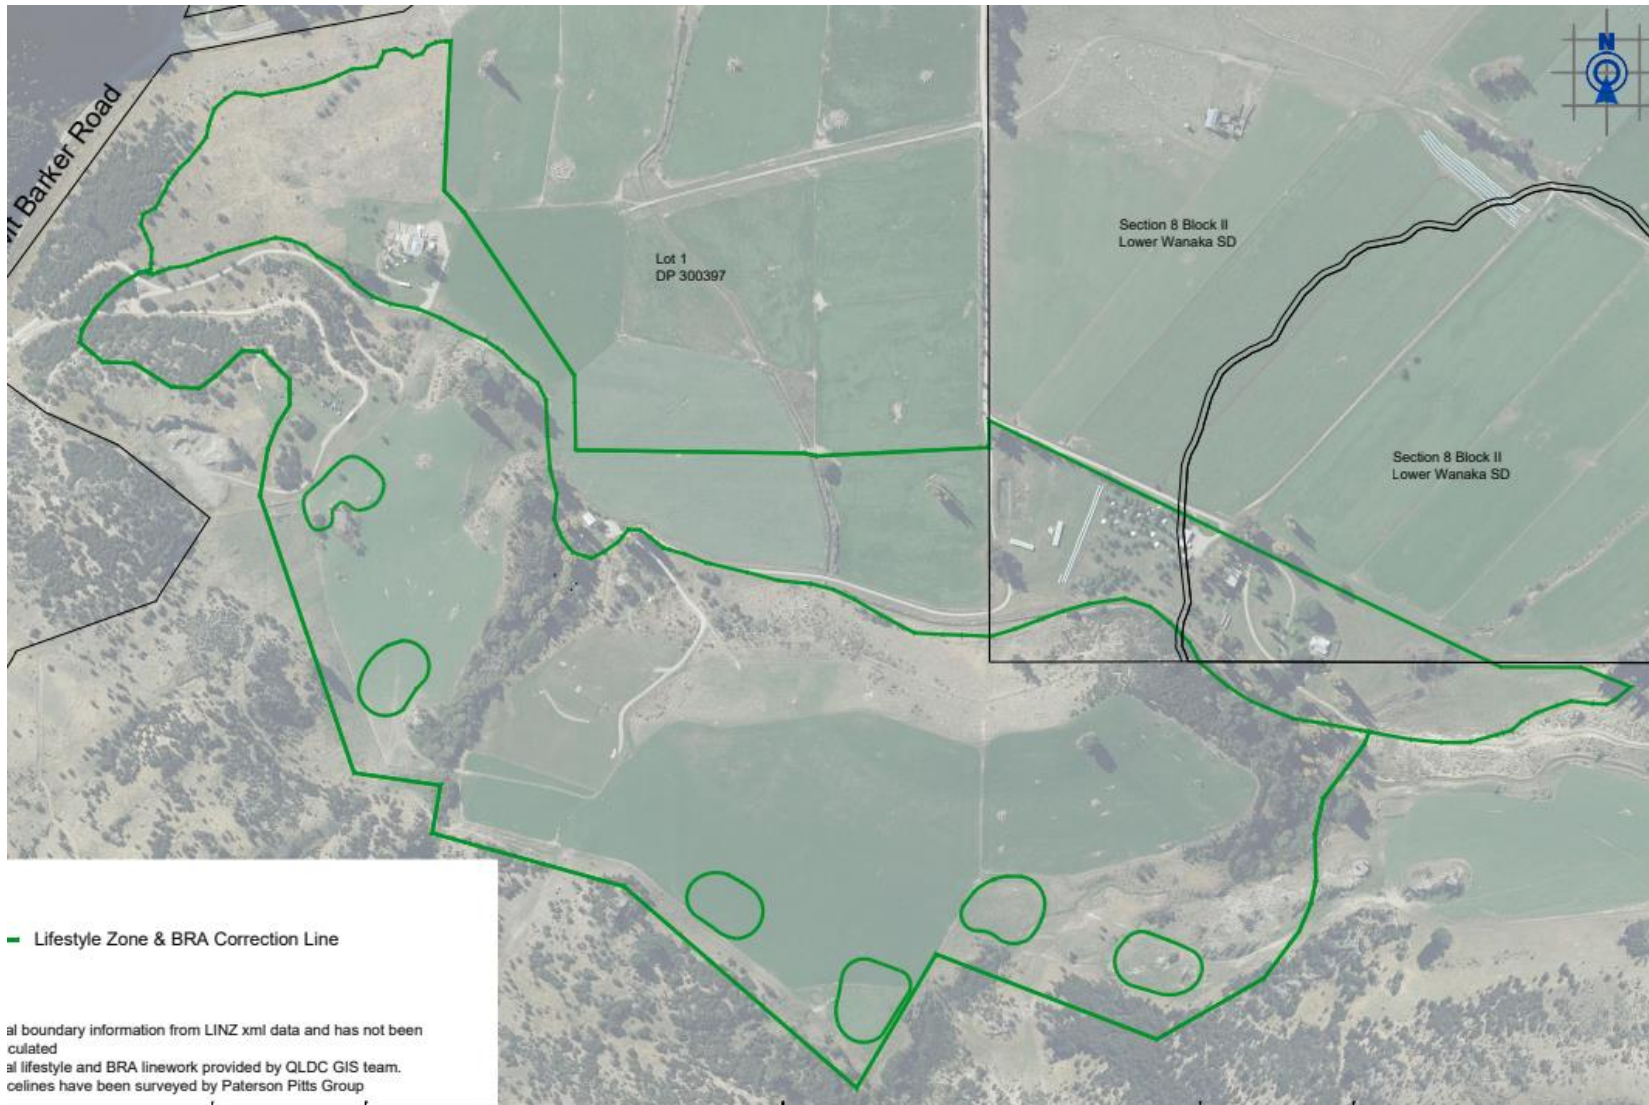 N
Mt Barker Road
Section 8 Block II
Lower Wanaka SD
Lot 1
DP 300397
Section 8 Block II
Lower Wanaka SD
Lifestyle Zone & BRA Correction Line
al boundary information from LINZ xml data and has not been
culated
al lifestyle and BRA linework provided by QLDC GIS team.
celines have been surveyed by Paterson Pitts Group